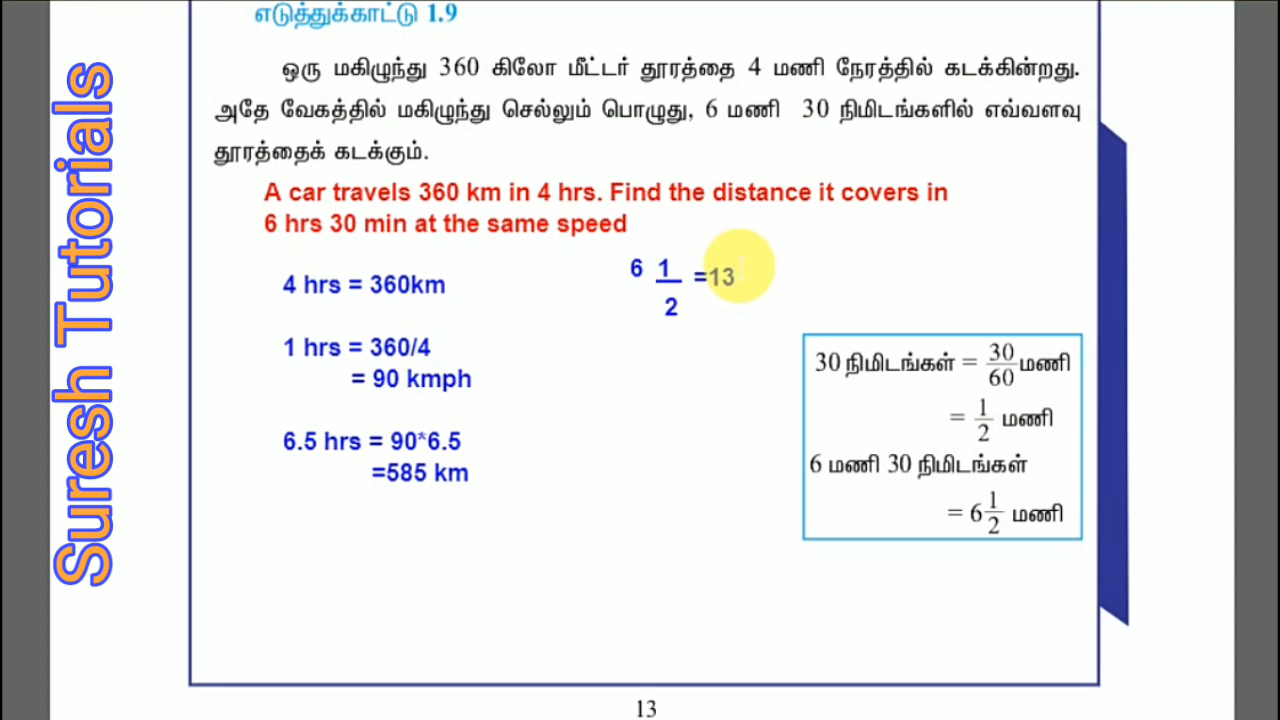 Suresh Tutorials
எடுத்துக்காட்டு 1.9
ஒரு மகிழுந்து 360 கிலோ மீட்டர் தூரத்தை 4 மணி நேரத்தில் கடக்கின்றது.
அதே வேகத்தில் மகிழுந்து செல்லும் பொழுது, 6 மணி 30 நிமிடங்களில் எவ்வளவு
தூரத்தைக் கடக்கும்.
A car travels 360 km in 4 hrs. Find the distance it covers in
6 hrs 30 min at the same speed
4 hrs = 360km
1 hrs = 360/4
= 90 kmph
6.5 hrs = 90*6.5
=585 km
6 1/2 =13
30 நிமிடங்கள் = 30/60 மணி
= 1/2 மணி
6 மணி 30 நிமிடங்கள்
= 6 1/2 மணி
13